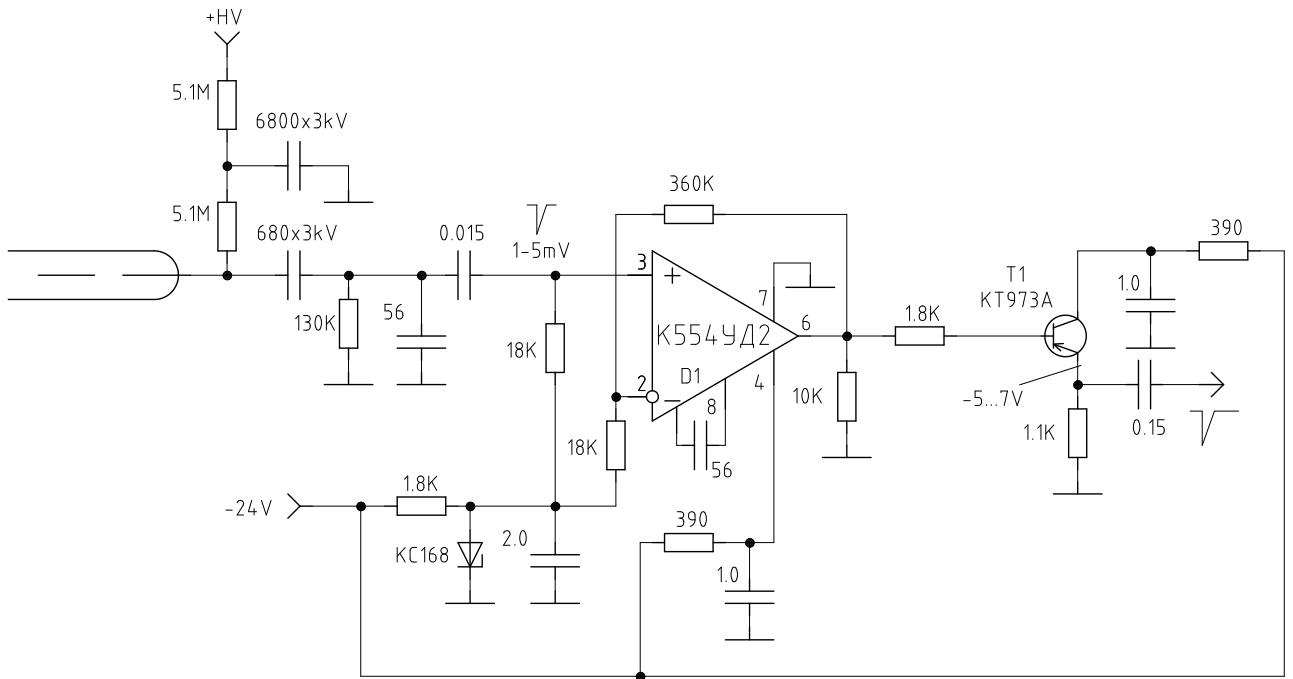 +HV
5.1M
6800x3kV
5.1M
680x3kV
0.015
1-5mV
130K
56
18K
360K
3
+
7
К554УД2
D1
2
−
8
56
6
4
10K
18K
1.8K
T1
KT973A
390
1.0
-5...7V
0.15
1.1K
-24V
1.8K
KC168
2.0
390
1.0